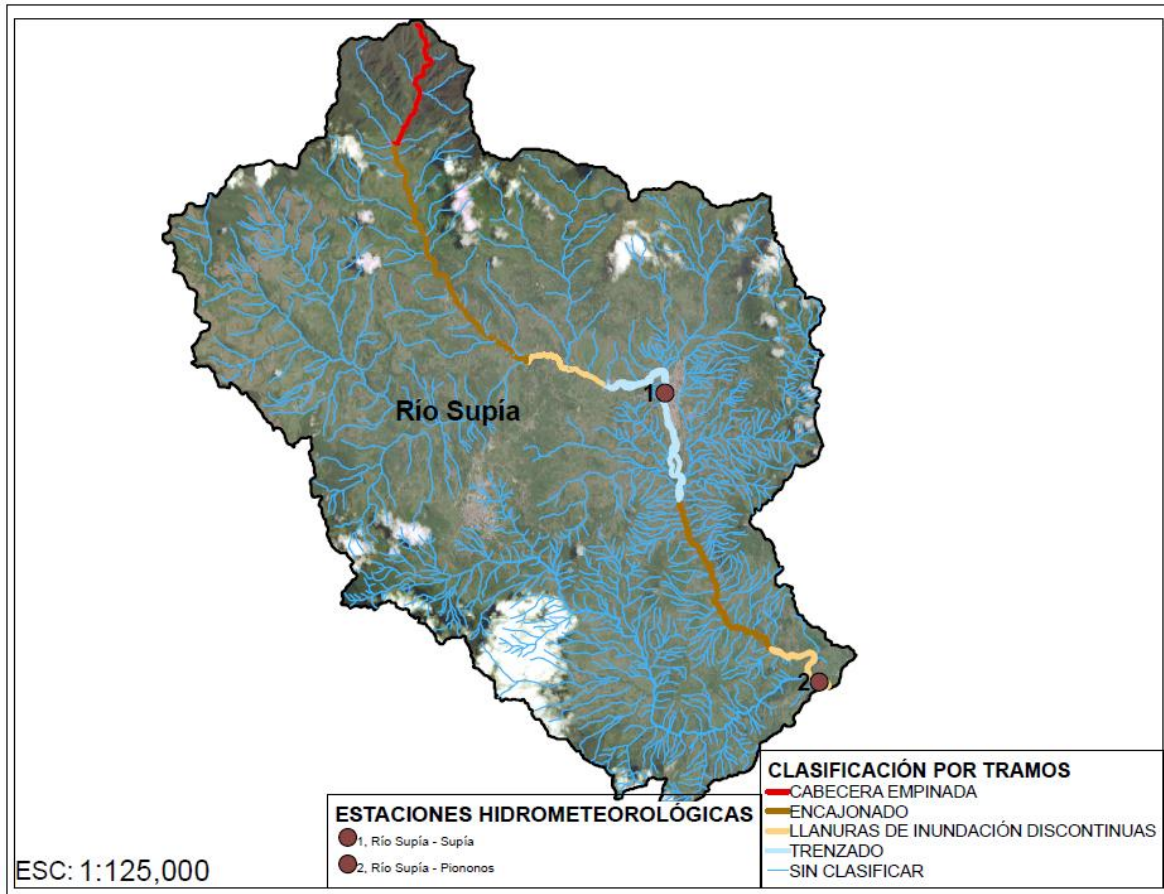 Río Supía
1
2
ESTACIONES HIDROMETEOROLÓGICAS
1, Río Supía - Supía
2, Río Supía - Piononos
CLASIFICACIÓN POR TRAMOS
CABECERA EMPINADA
ENCAJONADO
LLANURAS DE INUNDACIÓN DISCONTINUAS
TRENZADO
SIN CLASIFICAR
ESC: 1:125,000